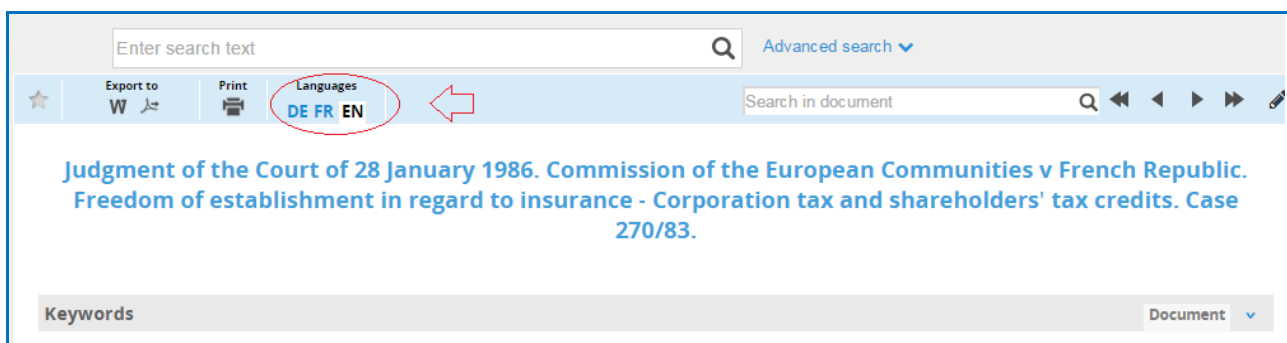 Enter search text
Advanced search
Export to
Print
Languages
W
DE FR EN
Search in document
Judgment of the Court of 28 January 1986. Commission of the European Communities v French Republic.
Freedom of establishment in regard to insurance - Corporation tax and shareholders' tax credits. Case
270/83.
Keywords
Document